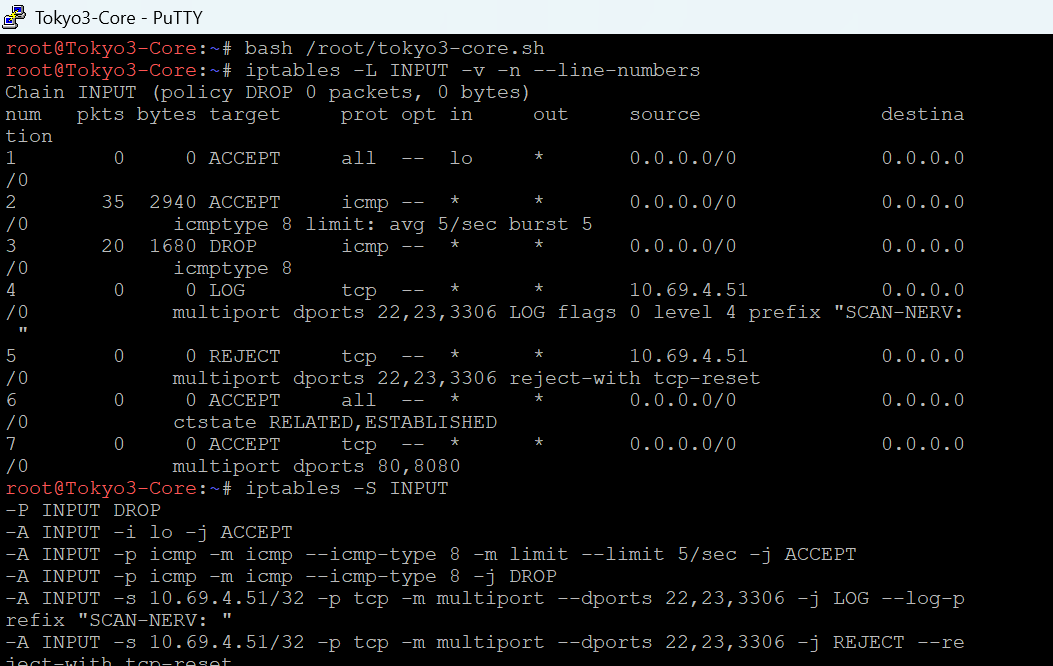 Tokyo3-Core - PuTTY
root@Tokyo3-Core:~# bash /root/tokyo3-core.sh
root@Tokyo3-Core:~# iptables -L INPUT -v -n --line-numbers
Chain INPUT (policy DROP 0 packets, 0 bytes)
num   pkts bytes target     prot opt in     out     source               destina
tion
1        0     0 ACCEPT     all  --  lo     *       0.0.0.0/0            0.0.0.0
/0
2       35  2940 ACCEPT     icmp --  *      *       0.0.0.0/0            0.0.0.0
/0            icmptype 8 limit: avg 5/sec burst 5
3       20  1680 DROP       icmp --  *      *       0.0.0.0/0            0.0.0.0
/0            icmptype 8
4        0     0 LOG        tcp  --  *      *       10.69.4.51           0.0.0.0
/0            multiport dports 22,23,3306 LOG flags 0 level 4 prefix "SCAN-NERV:
 "
5        0     0 REJECT     tcp  --  *      *       10.69.4.51           0.0.0.0
/0            multiport dports 22,23,3306 reject-with tcp-reset
6        0     0 ACCEPT     all  --  *      *       0.0.0.0/0            0.0.0.0
/0            ctstate RELATED,ESTABLISHED
7        0     0 ACCEPT     tcp  --  *      *       0.0.0.0/0            0.0.0.0
/0            multiport dports 80,8080
root@Tokyo3-Core:~# iptables -S INPUT
-P INPUT DROP
-A INPUT -i lo -j ACCEPT
-A INPUT -p icmp -m icmp --icmp-type 8 -m limit --limit 5/sec -j ACCEPT
-A INPUT -p icmp -m icmp --icmp-type 8 -j DROP
-A INPUT -s 10.69.4.51/32 -p tcp -m multiport --dports 22,23,3306 -j LOG --log-p
refix "SCAN-NERV: "
-A INPUT -s 10.69.4.51/32 -p tcp -m multiport --dports 22,23,3306 -j REJECT --re
ject-with tcp-reset